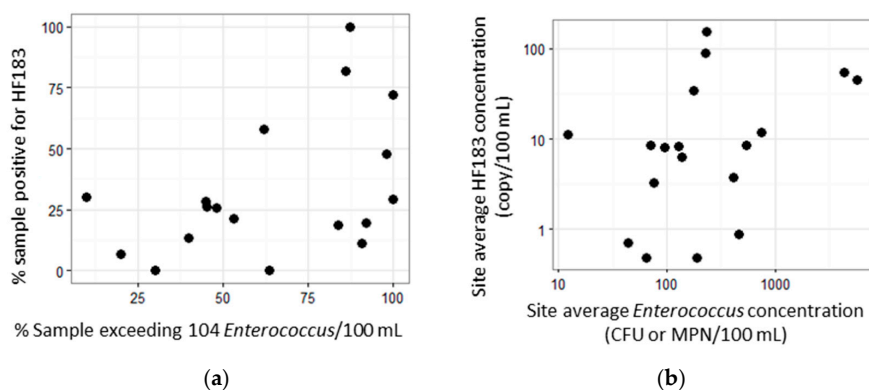 % sample positive for HF183
100
75
50
25
0
25
50
75
100
% Sample exceeding 104 Enterococcus/100 mL
(a)
Site average HF183 concentration
(copy/100 mL)
100
10
1
10
100
1000
Site average Enterococcus concentration
(CFU or MPN/100 mL)
(b)